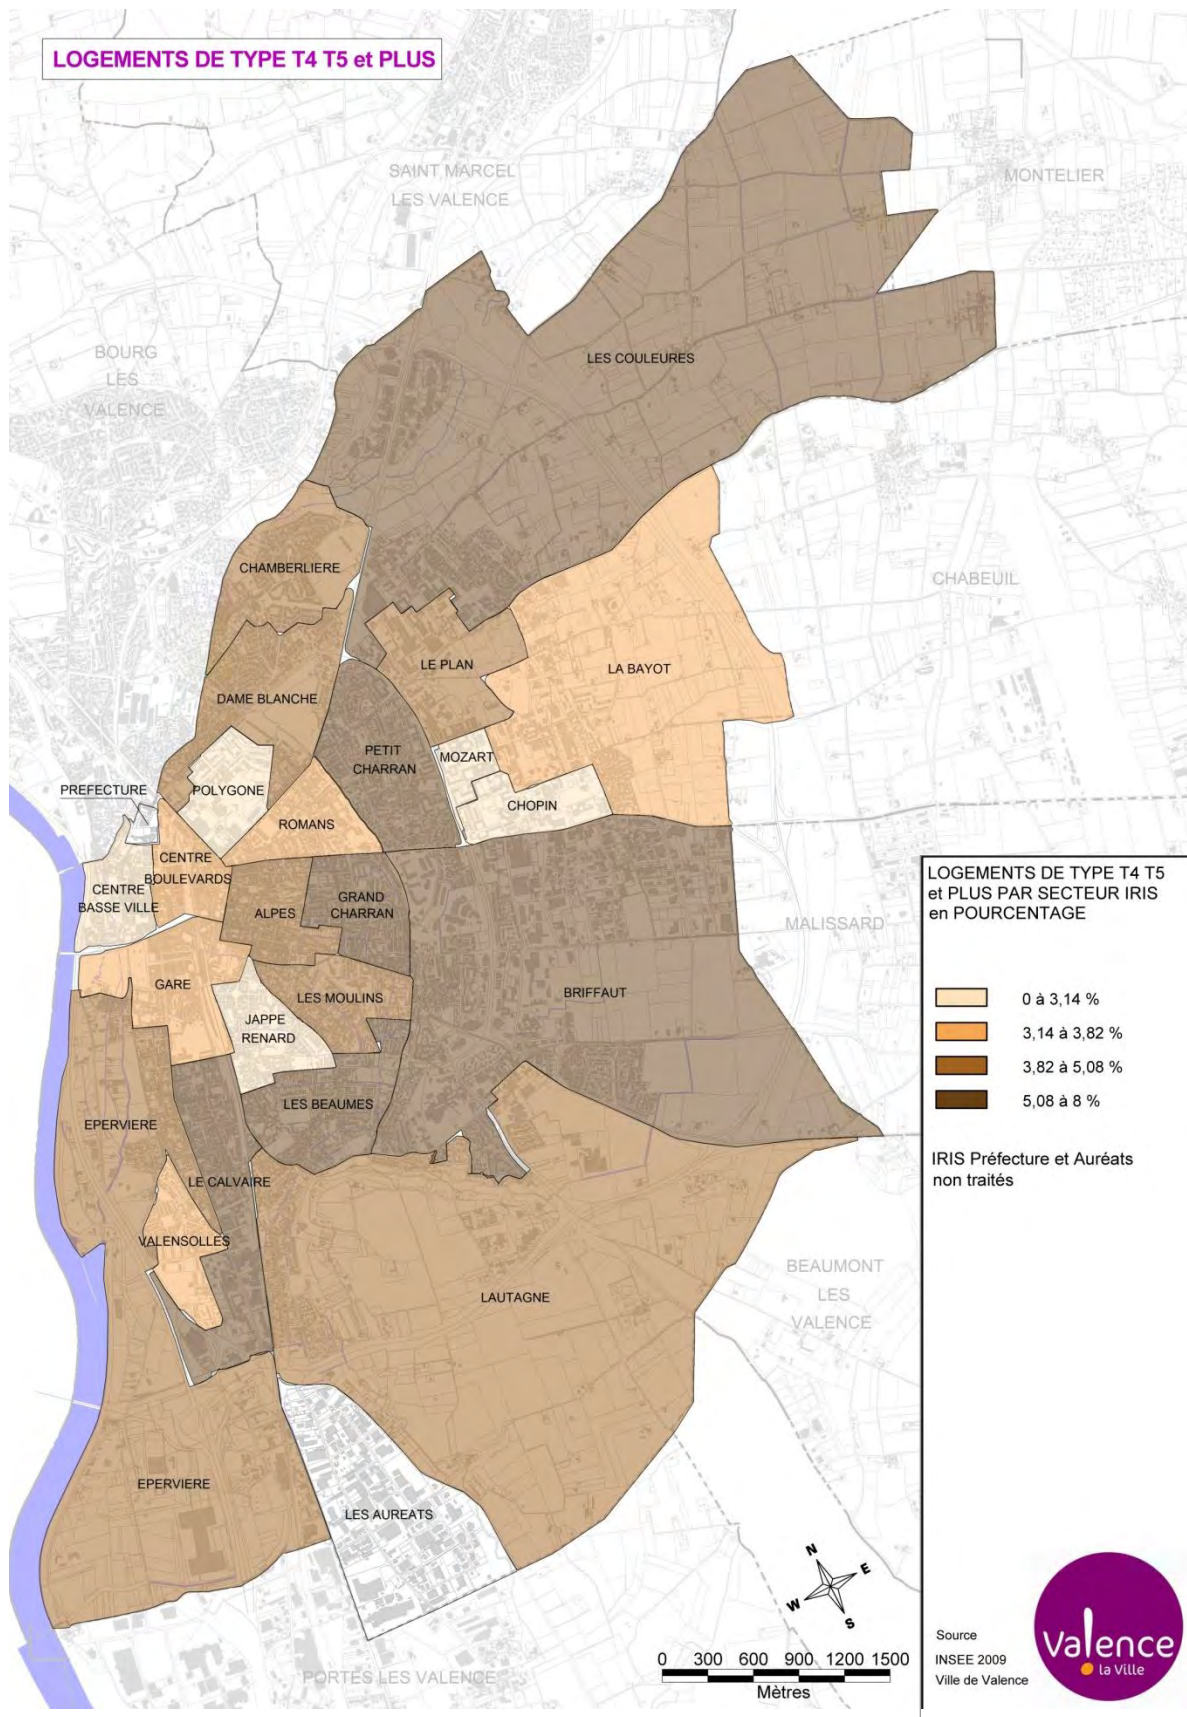 LOGEMENTS DE TYPE T4 T5 et PLUS
SAINT MARCEL
LES VALENCE
MONTELIER
BOURG
LES
VALENCE
LES COULEURES
CHAMBERLIERE
CHABEUIL
LE PLAN
LA BAYOT
DAME BLANCHE
PETIT
CHARRAN
MOZART
PREFECTURE
POLYGONE
CHOPIN
ROMANS
CENTRE
BOULEVARDS
CENTRE
BASSE VILLE
ALPES
GRAND
CHARRAN
MALISSARD
GARE
LES MOULINS
BRIFFAUT
JAPPE
RENARD
LES BEAUMES
EPERVIERE
LE CALVAIRE
VALENSOLLES
LAUTAGNE
BEAUMONT
LES
VALENCE
EPERVIERE
LES AUREATS
PORTES LES VALENCE
LOGEMENTS DE TYPE T4 T5
et PLUS PAR SECTEUR IRIS
en POURCENTAGE
0 à 3,14 %
3,14 à 3,82 %
3,82 à 5,08 %
5,08 à 8 %
IRIS Préfecture et Auréats
non traités
N
E
W
S
0 300 600 900 1200 1500
Mètres
Source
INSEE 2009
Ville de Valence
Valence
la Ville